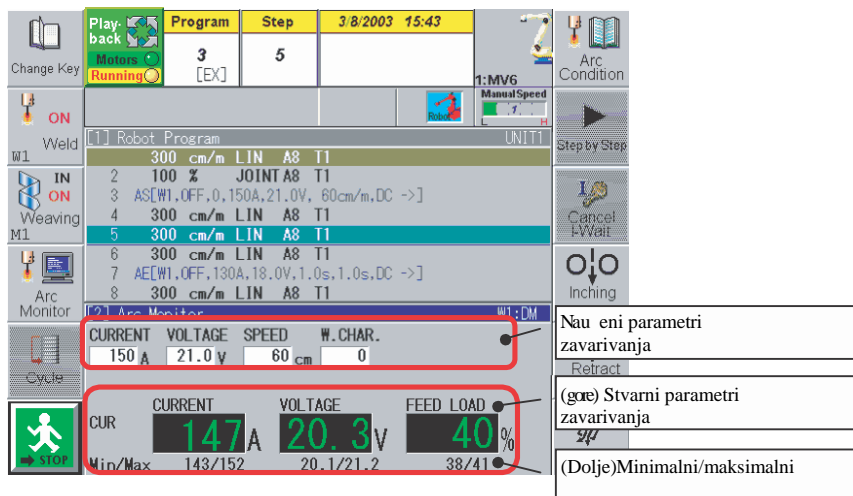 Change Key
Play-back
Motors
Running
Program
3
[EX]
Step
5
3/8/2003 15:43
1:MV6
Arc Condition
ON
Weld
W1
Robot
Manual Speed
1
L H
Step by Step
[1] Robot Program UNIT1
300 cm/m LIN A8 T1
2 100 % JOINT A8 T1
3 AS[W1,OFF,0,150A,21.0V, 60cm/m,DC ->]
4 300 cm/m LIN A8 T1
5 300 cm/m LIN A8 T1
6 300 cm/m LIN A8 T1
7 AE[W1,OFF,130A,18.0V,1.0s,1.0s,DC ->]
8 300 cm/m LIN A8 T1
IN
ON
Weaving
M1
Cancel
I-Wait
Arc
Monitor
Inching
[2] Arc Monitor W1:DM
CURRENT VOLTAGE SPEED W.CHAR.
150 A 21.0 V 60 cm 0
Nau eni parametri
zavarivanja
Cycle
Retract
CURRENT VOLTAGE FEED LOAD
CUR 147 A 20.3 V 40 %
Min/Max 143/152 20.1/21.2 38/41
(gore) Stvarni parametri
zavarivanja
STOP
(Dolje)Minimalni/maksimalni